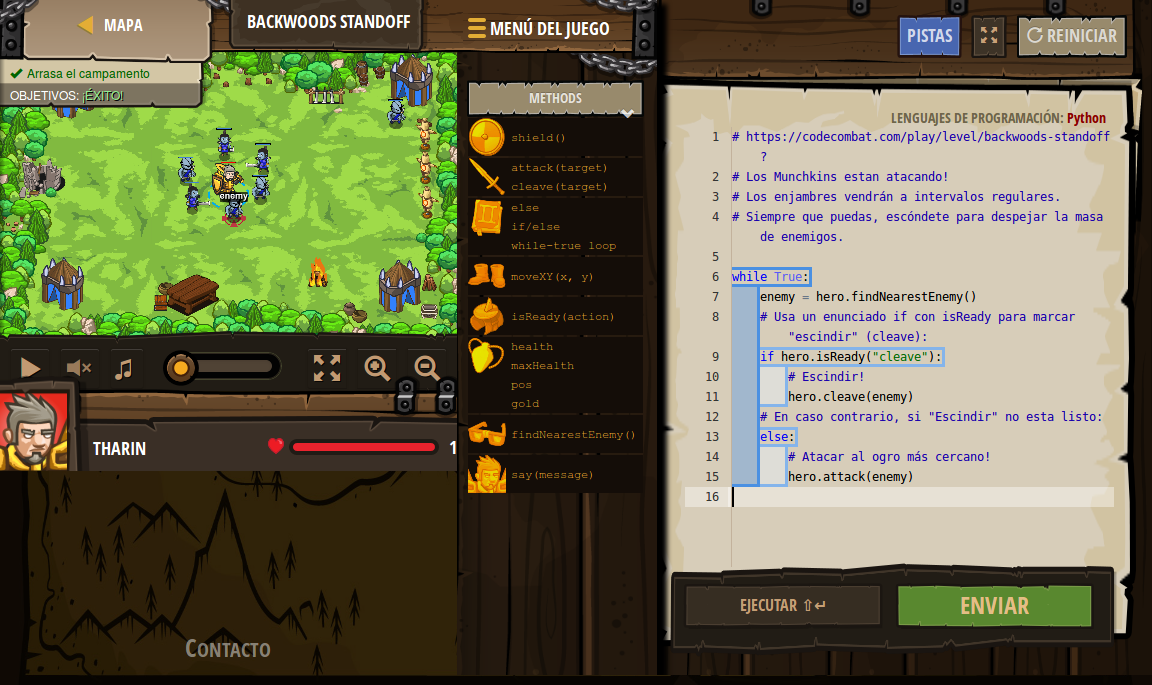 MAPA
BACKWOODS STANDOFF
MENÚ DEL JUEGO
PISTAS
REINICIAR
✔ Arrasa el campamento
OBJETIVOS: ¡ÉXITO!
enemy
THARIN
1
CONTACTO
METHODS
shield()
attack(target)
cleave(target)
else
if/else
while-true loop
moveXY(x, y)
isReady(action)
health
maxHealth
pos
gold
findNearestEnemy()
say(message)
LENGUAJES DE PROGRAMACIÓN: Python
1 # https://codecombat.com/play/level/backwoods-standoff
?
2 # Los Munchkins estan atacando!
3 # Los enjambres vendrán a intervalos regulares.
4 # Siempre que puedas, escóndete para despejar la masa
de enemigos.
5
6 while True:
7 enemy = hero.findNearestEnemy()
8 # Usa un enunciado if con isReady para marcar
"escindir" (cleave):
9 if hero.isReady("cleave"):
10 # Escindir!
11 hero.cleave(enemy)
12 # En caso contrario, si "Escindir" no esta listo:
13 else:
14 # Atacar al ogro más cercano!
15 hero.attack(enemy)
16
EJECUTAR ⇧↵
ENVIAR